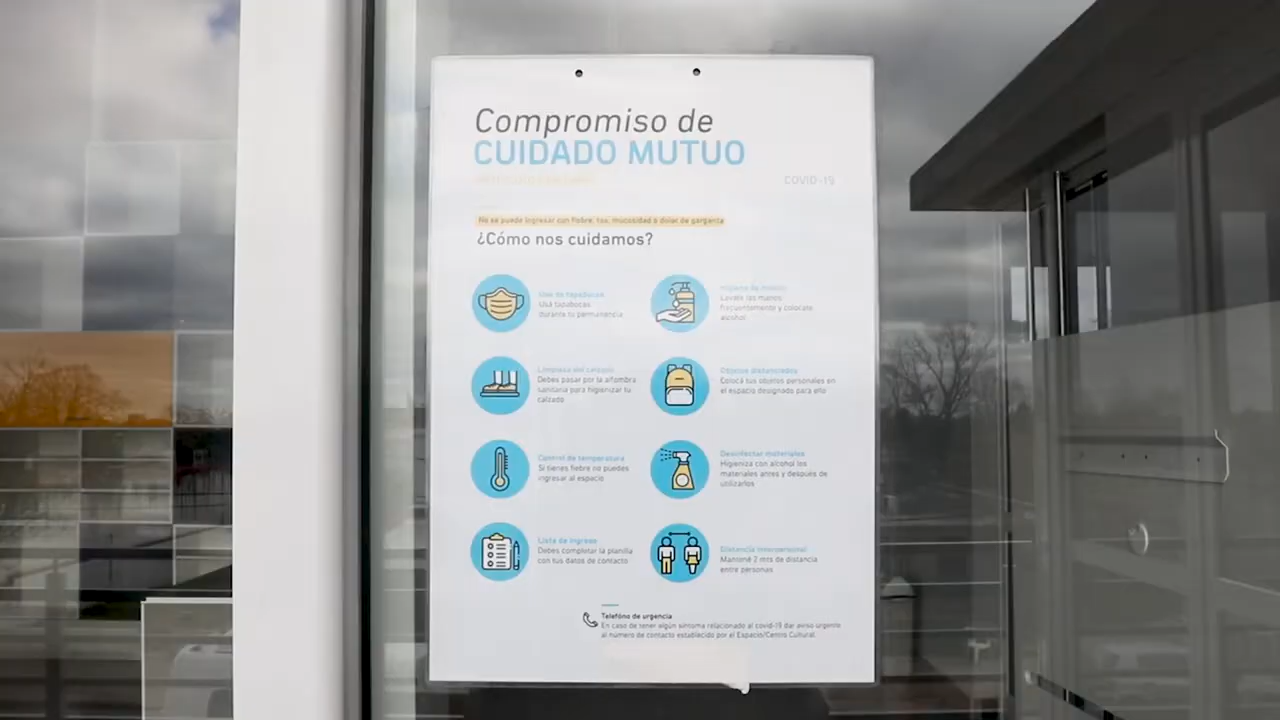 Compromiso de
CUIDADO MUTUO
COVID-19
No se puede ingresar con fiebre, tos, mucosidad o dolor de garganta
¿Cómo nos cuidamos?
Uso de tapabocas
Usá tapabocas
durante tu permanencia
Higiene de manos
Lavate las manos
frecuentemente y colocate
alcohol
Limpieza del calzado
Debes pasar por la alfombra
sanitaria para higienizar tu
calzado
Objetos distanciados
Colocá tus objetos personales en
el espacio designado para ello
Control de temperatura
Si tienes fiebre no puedes
ingresar al espacio
Desinfectar materiales
Higieniza con alcohol los
materiales antes y después de
utilizarlos
Lista de ingreso
Debes completar la planilla
con tus datos de contacto
Distancia interpersonal
Mantené 2 mts de distancia
entre personas
Telefóno de urgencia
En caso de tener algún síntoma relacionado al covid-19 dar aviso urgente
al número de contacto establecido por el Espacio/Centro Cultural.